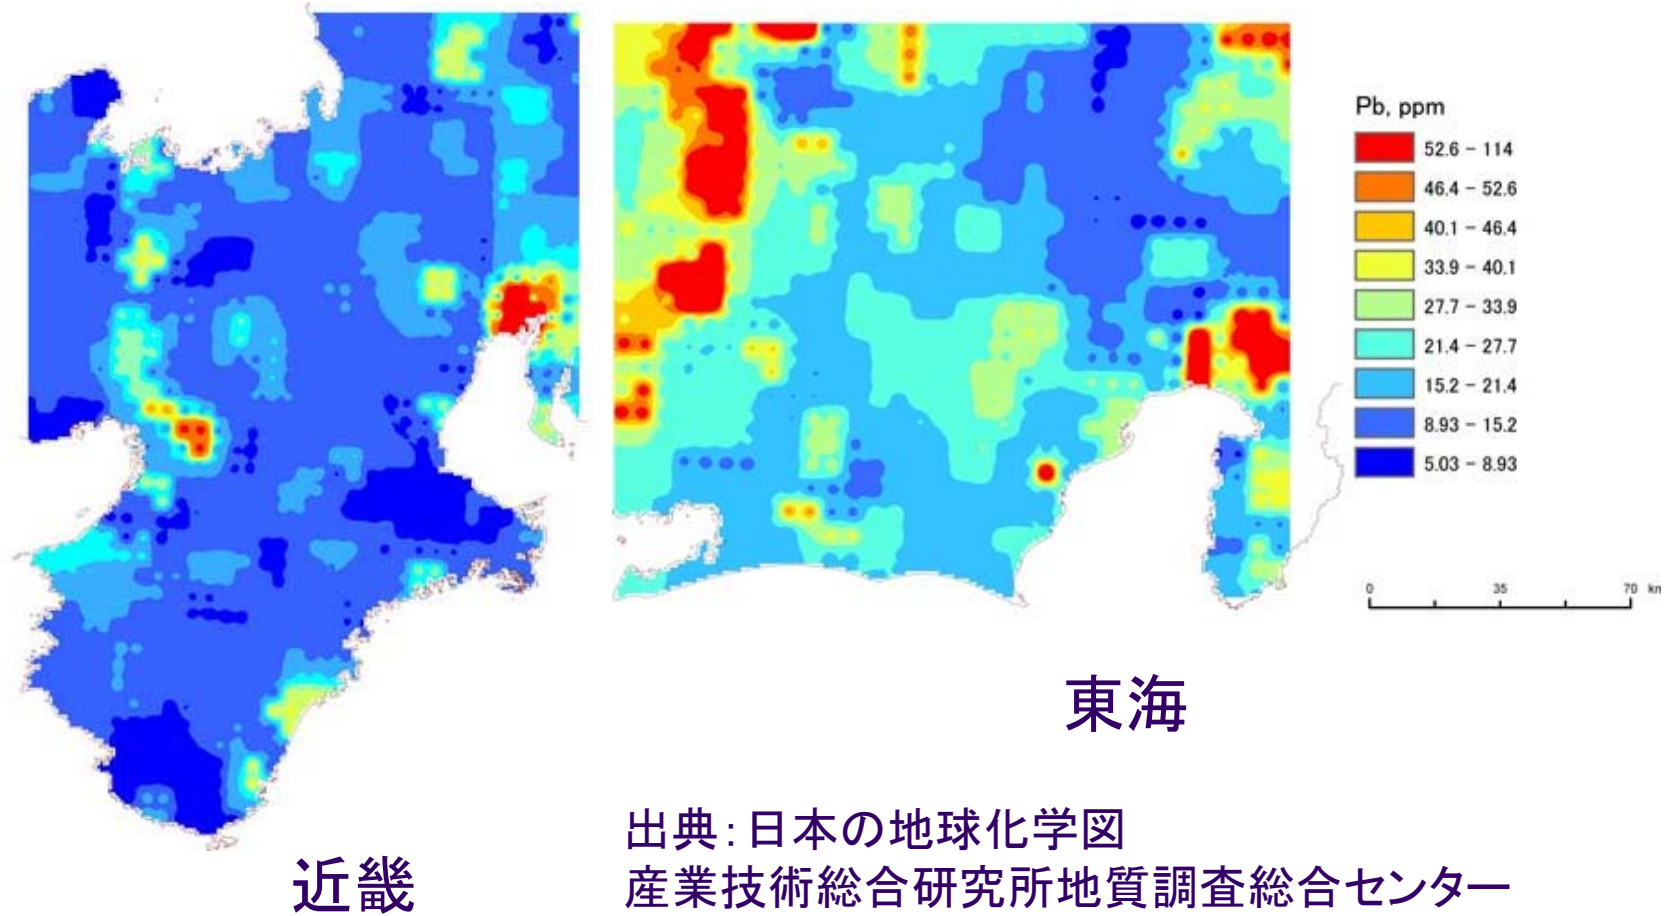 Pb, ppm
52.6 - 114
46.4 - 52.6
40.1 - 46.4
33.9 - 40.1
27.7 - 33.9
21.4 - 27.7
15.2 - 21.4
8.93 - 15.2
5.03 - 8.93
0 35 70 km
東海
近畿
出典:日本の地球化学図
産業技術総合研究所地質調査総合センター